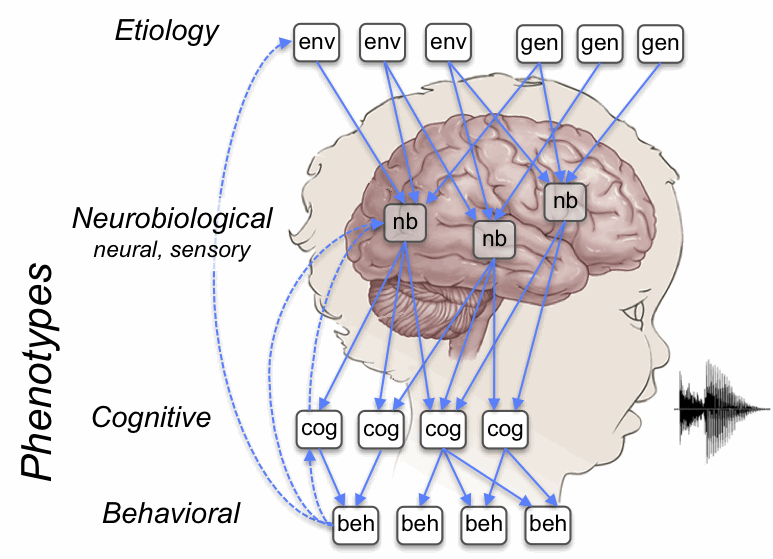 Etiology
env env env gen gen gen
Neurobiological
neural, sensory
nb nb nb
Phenotypes
Cognitive
cog cog cog cog
Behavioral
beh beh beh beh